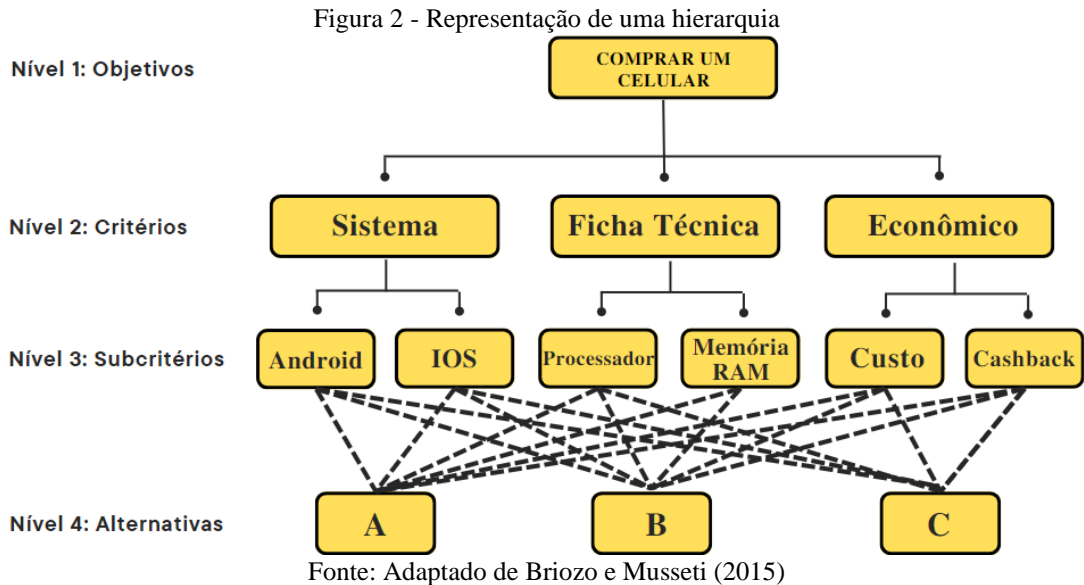 Figura 2 - Representação de uma hierarquia
Nível 1: Objetivos
COMPRAR UM
CELULAR
Nível 2: Critérios
Sistema
Ficha Técnica
Econômico
Nível 3: Subcritérios
Android
IOS
Processador
Memória
RAM
Custo
Cashback
Nível 4: Alternativas
A
B
C
Fonte: Adaptado de Briozo e Musseti (2015)